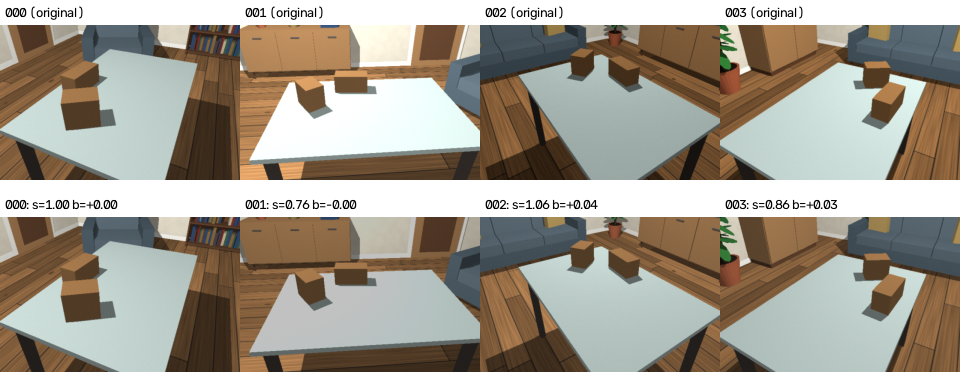 000 (original)
001 (original)
002 (original)
003 (original)
000: s=1.00 b=+0.00
001: s=0.76 b=-0.00
002: s=1.06 b=+0.04
003: s=0.86 b=+0.03